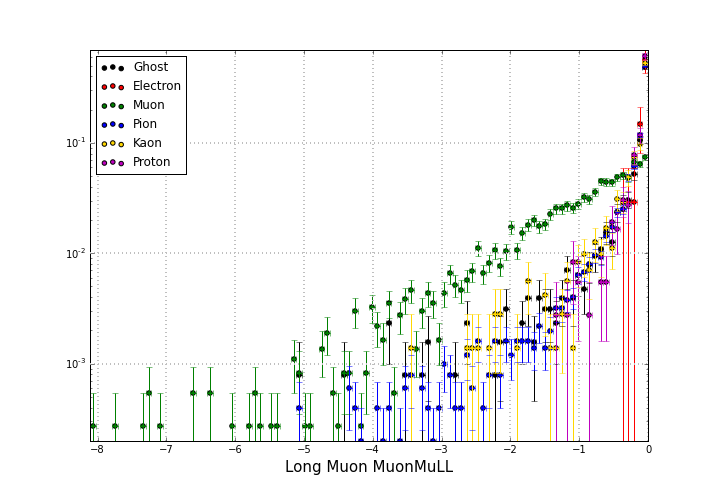 Ghost
Electron
Muon
Pion
Kaon
Proton
10⁻¹
10⁻²
10⁻³
−8 −7 −6 −5 −4 −3 −2 −1 0
Long Muon MuonMuLL